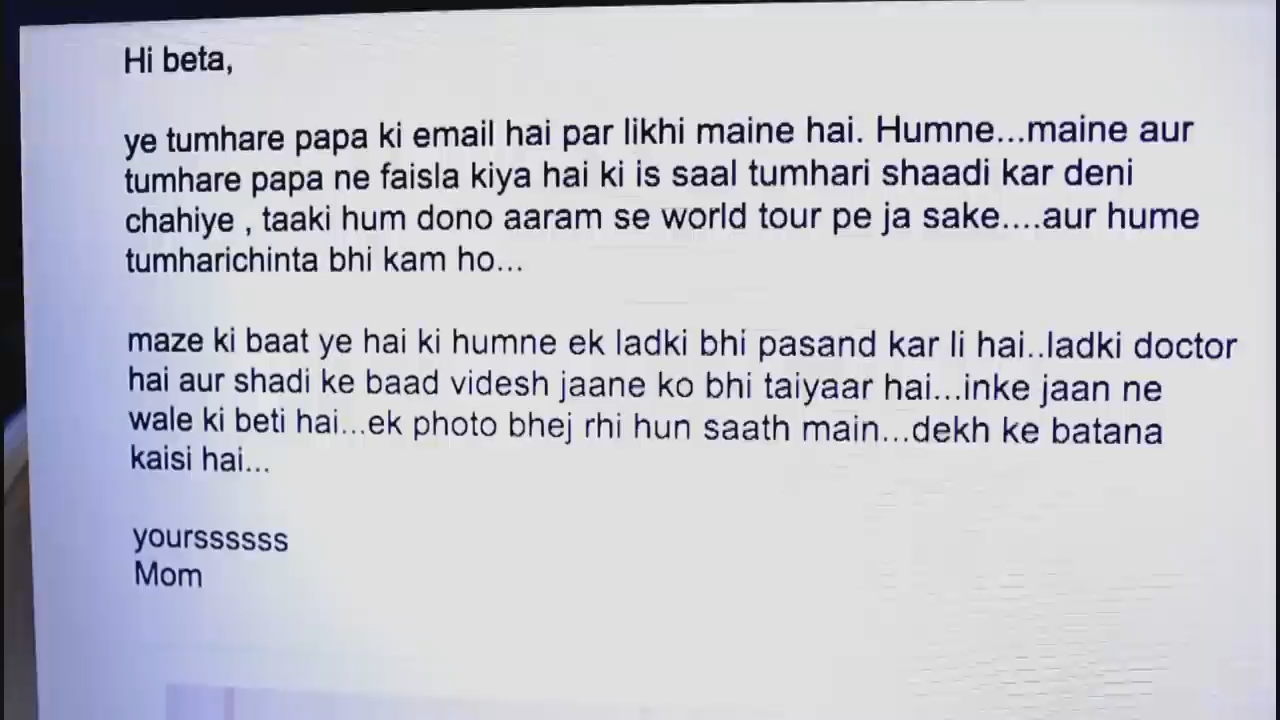 Hi beta,
ye tumhare papa ki email hai par likhi maine hai. Humne...maine aur
tumhare papa ne faisla kiya hai ki is saal tumhari shaadi kar deni
chahiye , taaki hum dono aaram se world tour pe ja sake....aur hume
tumharichinta bhi kam ho...
maze ki baat ye hai ki humne ek ladki bhi pasand kar li hai..ladki doctor
hai aur shadi ke baad videsh jaane ko bhi taiyaar hai...inke jaan ne
wale ki beti hai...ek photo bhej rhi hun saath main...dekh ke batana
kaisi hai...
yourssssss
Mom